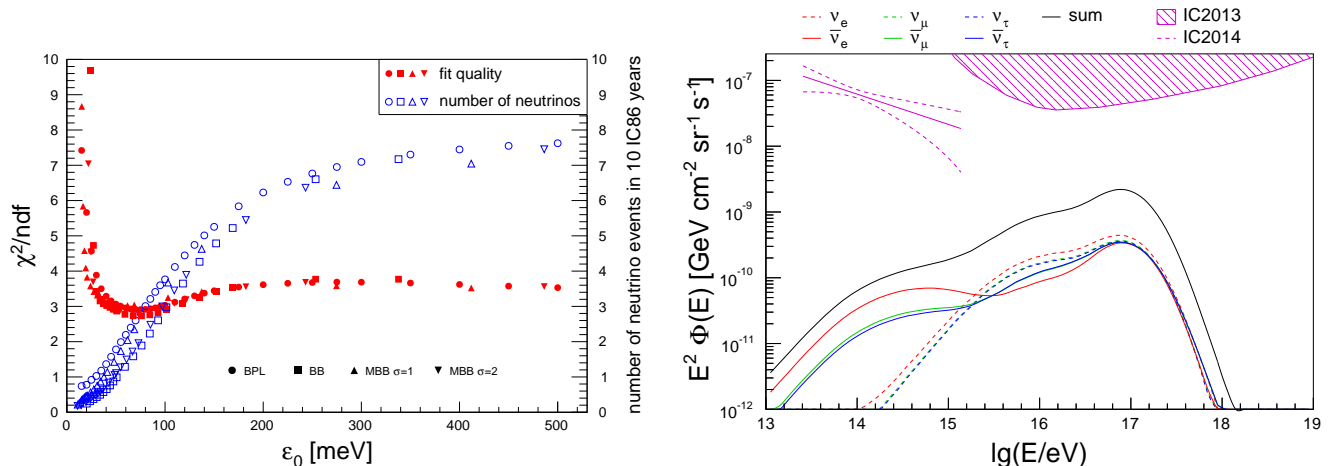 10
9
8
7
6
5
4
3
2
1
0
χ²/ndf
fit quality
number of neutrinos
BPL
BB
MBB σ=1
MBB σ=2
0
100
200
300
400
500
ε₀ [meV]
10
9
8
7
6
5
4
3
2
1
0
number of neutrino events in 10 IC86 years
ν_e
ν_μ
ν_τ
sum
IC2013
ν̄_e
ν̄_μ
ν̄_τ
IC2014
10⁻⁷
10⁻⁸
10⁻⁹
10⁻¹⁰
10⁻¹¹
10⁻¹²
E² Φ(E) [GeV cm⁻² sr⁻¹ s⁻¹]
13
14
15
16
17
18
19
lg(E/eV)